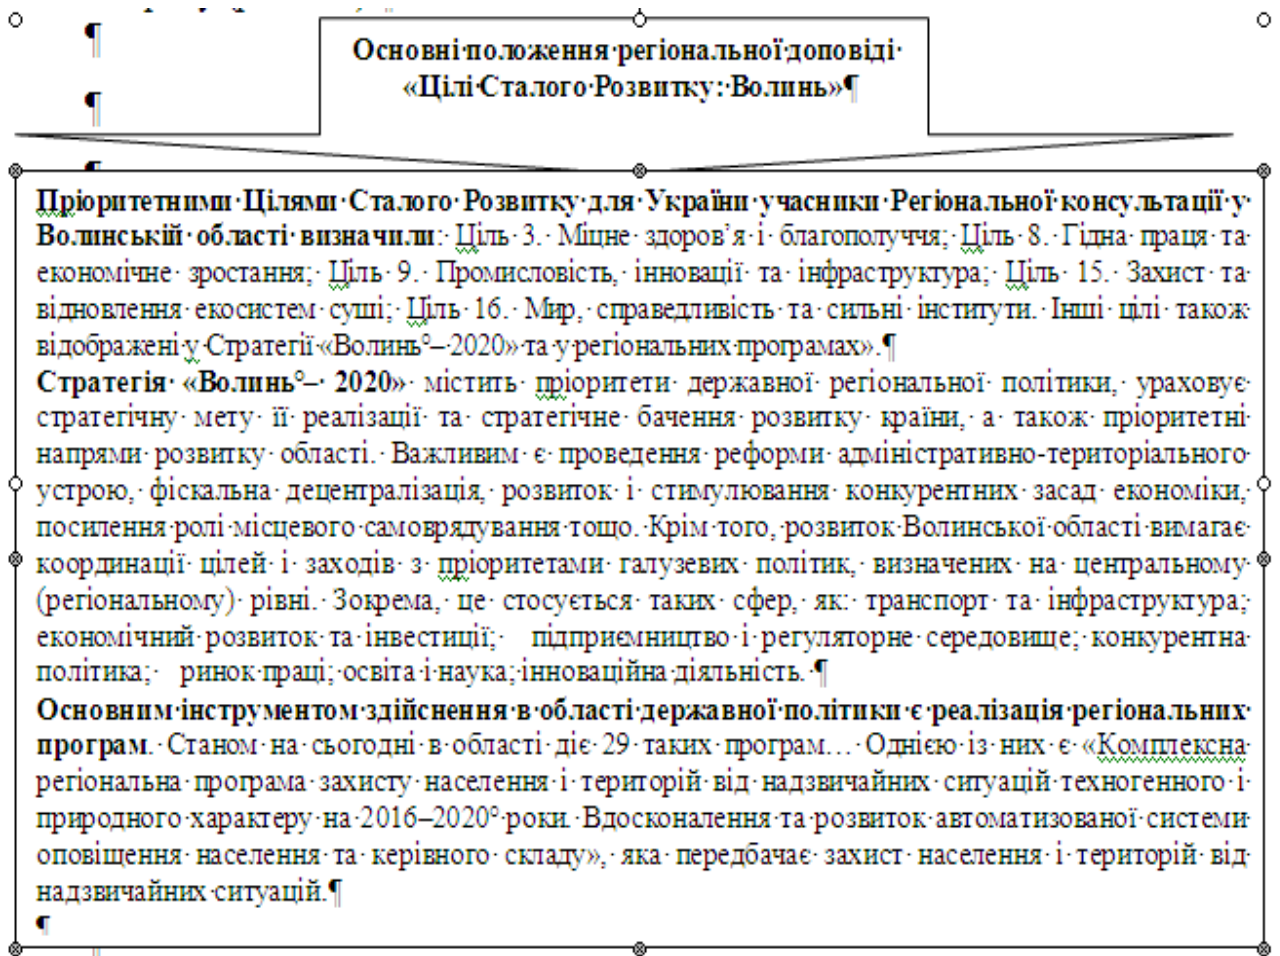 Основні положення регіональної доповіді
«Цілі Сталого Розвитку: Волинь»¶
Пріоритетними Цілями Сталого Розвитку для України учасники Регіональної консультації у
Волинській області визначили: Ціль 3. Міцне здоров’я і благополуччя; Ціль 8. Гідна праця та
економічне зростання; Ціль 9. Промисловість, інновації та інфраструктура; Ціль 15. Захист та
відновлення екосистем суші; Ціль 16. Мир, справедливість та сильні інститути. Інші цілі також
відображені у Стратегії «Волинь°– 2020» та у регіональних програмах».¶
Стратегія «Волинь°– 2020» містить пріоритети державної регіональної політики, ураховує
стратегічну мету її реалізації та стратегічне бачення розвитку країни, а також пріоритетні
напрями розвитку області. Важливим є проведення реформи адміністративно-територіального
устрою, фіскальна децентралізація, розвиток і стимулювання конкурентних засад економіки,
посилення ролі місцевого самоврядування тощо. Крім того, розвиток Волинської області вимагає
координації цілей і заходів з пріоритетами галузевих політик, визначених на центральному
(регіональному) рівні. Зокрема, це стосується таких сфер, як: транспорт та інфраструктура;
економічний розвиток та інвестиції; підприємництво і регуляторне середовище; конкурентна
політика; ринок праці; освіта і наука; інноваційна діяльність. ¶
Основним інструментом здійснення в області державної політики є реалізація регіональних
програм. Станом на сьогодні в області діє 29 таких програм… Однією із них є «Комплексна
регіональна програма захисту населення і територій від надзвичайних ситуацій техногенного і
природного характеру на 2016–2020° роки. Вдосконалення та розвиток автоматизованої системи
оповіщення населення та керівного складу», яка передбачає захист населення і територій від
надзвичайних ситуацій.¶
¶